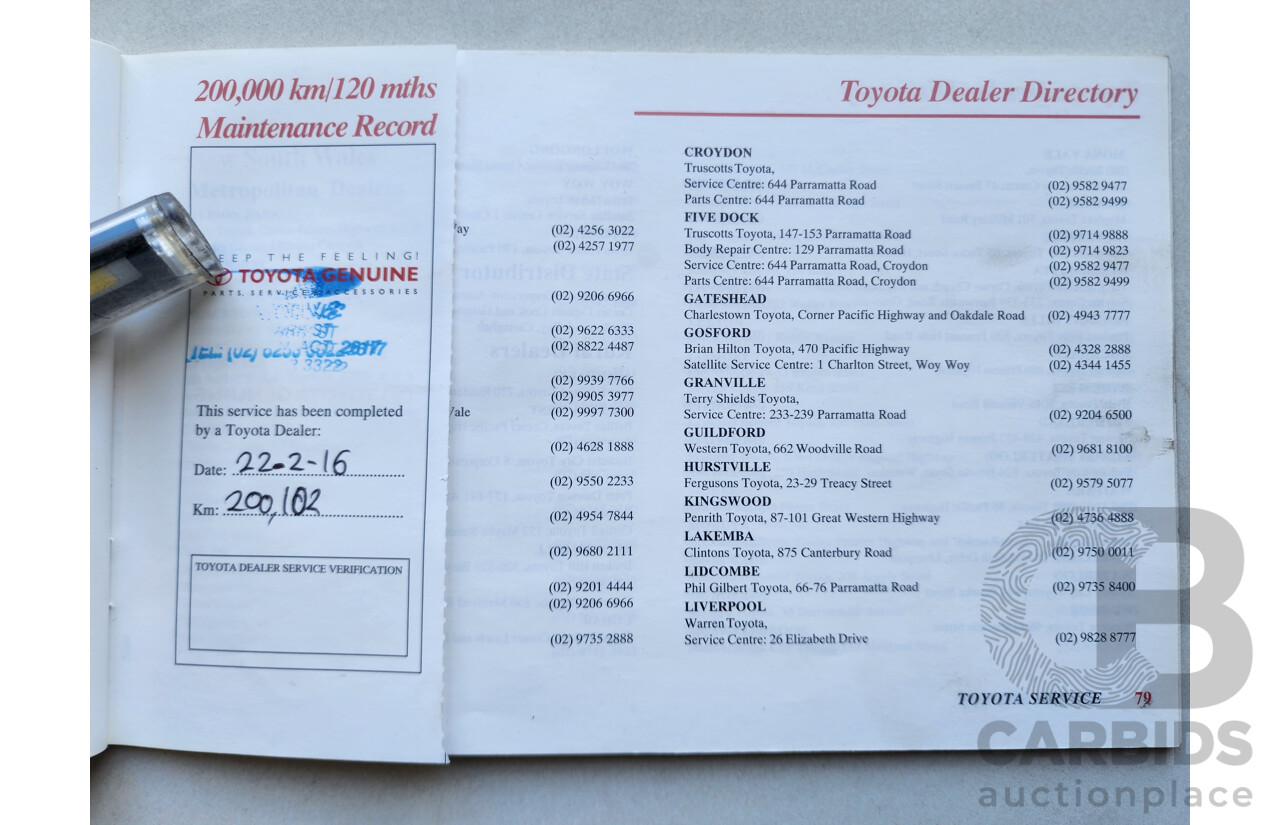 200,000 km/120 mths
Maintenance Record
EEP THE FEELING!
TOYOTA GENUINE
PARTS, SERVICE & ACCESSORIES
TEL: (02)
This service has been completed
by a Toyota Dealer:
Date: 22-2-16
Km: 200,102
TOYOTA DEALER SERVICE VERIFICATION
(02) 4256 3022
(02) 4257 1977
(02) 9206 6966
(02) 9622 6333
(02) 8822 4487
(02) 9939 7766
(02) 9905 3977
(02) 9997 7300
(02) 4628 1888
(02) 9550 2233
(02) 4954 7844
(02) 9680 2111
(02) 9201 4444
(02) 9206 6966
(02) 9735 2888
Toyota Dealer Directory
CROYDON
Truscotts Toyota,
Service Centre: 644 Parramatta Road (02) 9582 9477
Parts Centre: 644 Parramatta Road (02) 9582 9499
FIVE DOCK
Truscotts Toyota, 147-153 Parramatta Road (02) 9714 9888
Body Repair Centre: 129 Parramatta Road (02) 9714 9823
Service Centre: 644 Parramatta Road, Croydon (02) 9582 9477
Parts Centre: 644 Parramatta Road, Croydon (02) 9582 9499
GATESHEAD
Charlestown Toyota, Corner Pacific Highway and Oakdale Road (02) 4943 7777
GOSFORD
Brian Hilton Toyota, 470 Pacific Highway (02) 4328 2888
Satellite Service Centre: 1 Charlton Street, Woy Woy (02) 4344 1455
GRANVILLE
Terry Shields Toyota,
Service Centre: 233-239 Parramatta Road (02) 9204 6500
GUILDFORD
Western Toyota, 662 Woodville Road (02) 9681 8100
HURSTVILLE
Fergusons Toyota, 23-29 Treacy Street (02) 9579 5077
KINGSWOOD
Penrith Toyota, 87-101 Great Western Highway (02) 4736 4888
LAKEMBA
Clintons Toyota, 875 Canterbury Road (02) 9750 0011
LIDCOMBE
Phil Gilbert Toyota, 66-76 Parramatta Road (02) 9735 8400
LIVERPOOL
Warren Toyota,
Service Centre: 26 Elizabeth Drive (02) 9828 8777
TOYOTA SERVICE 79
CARBIDS
auctionplace